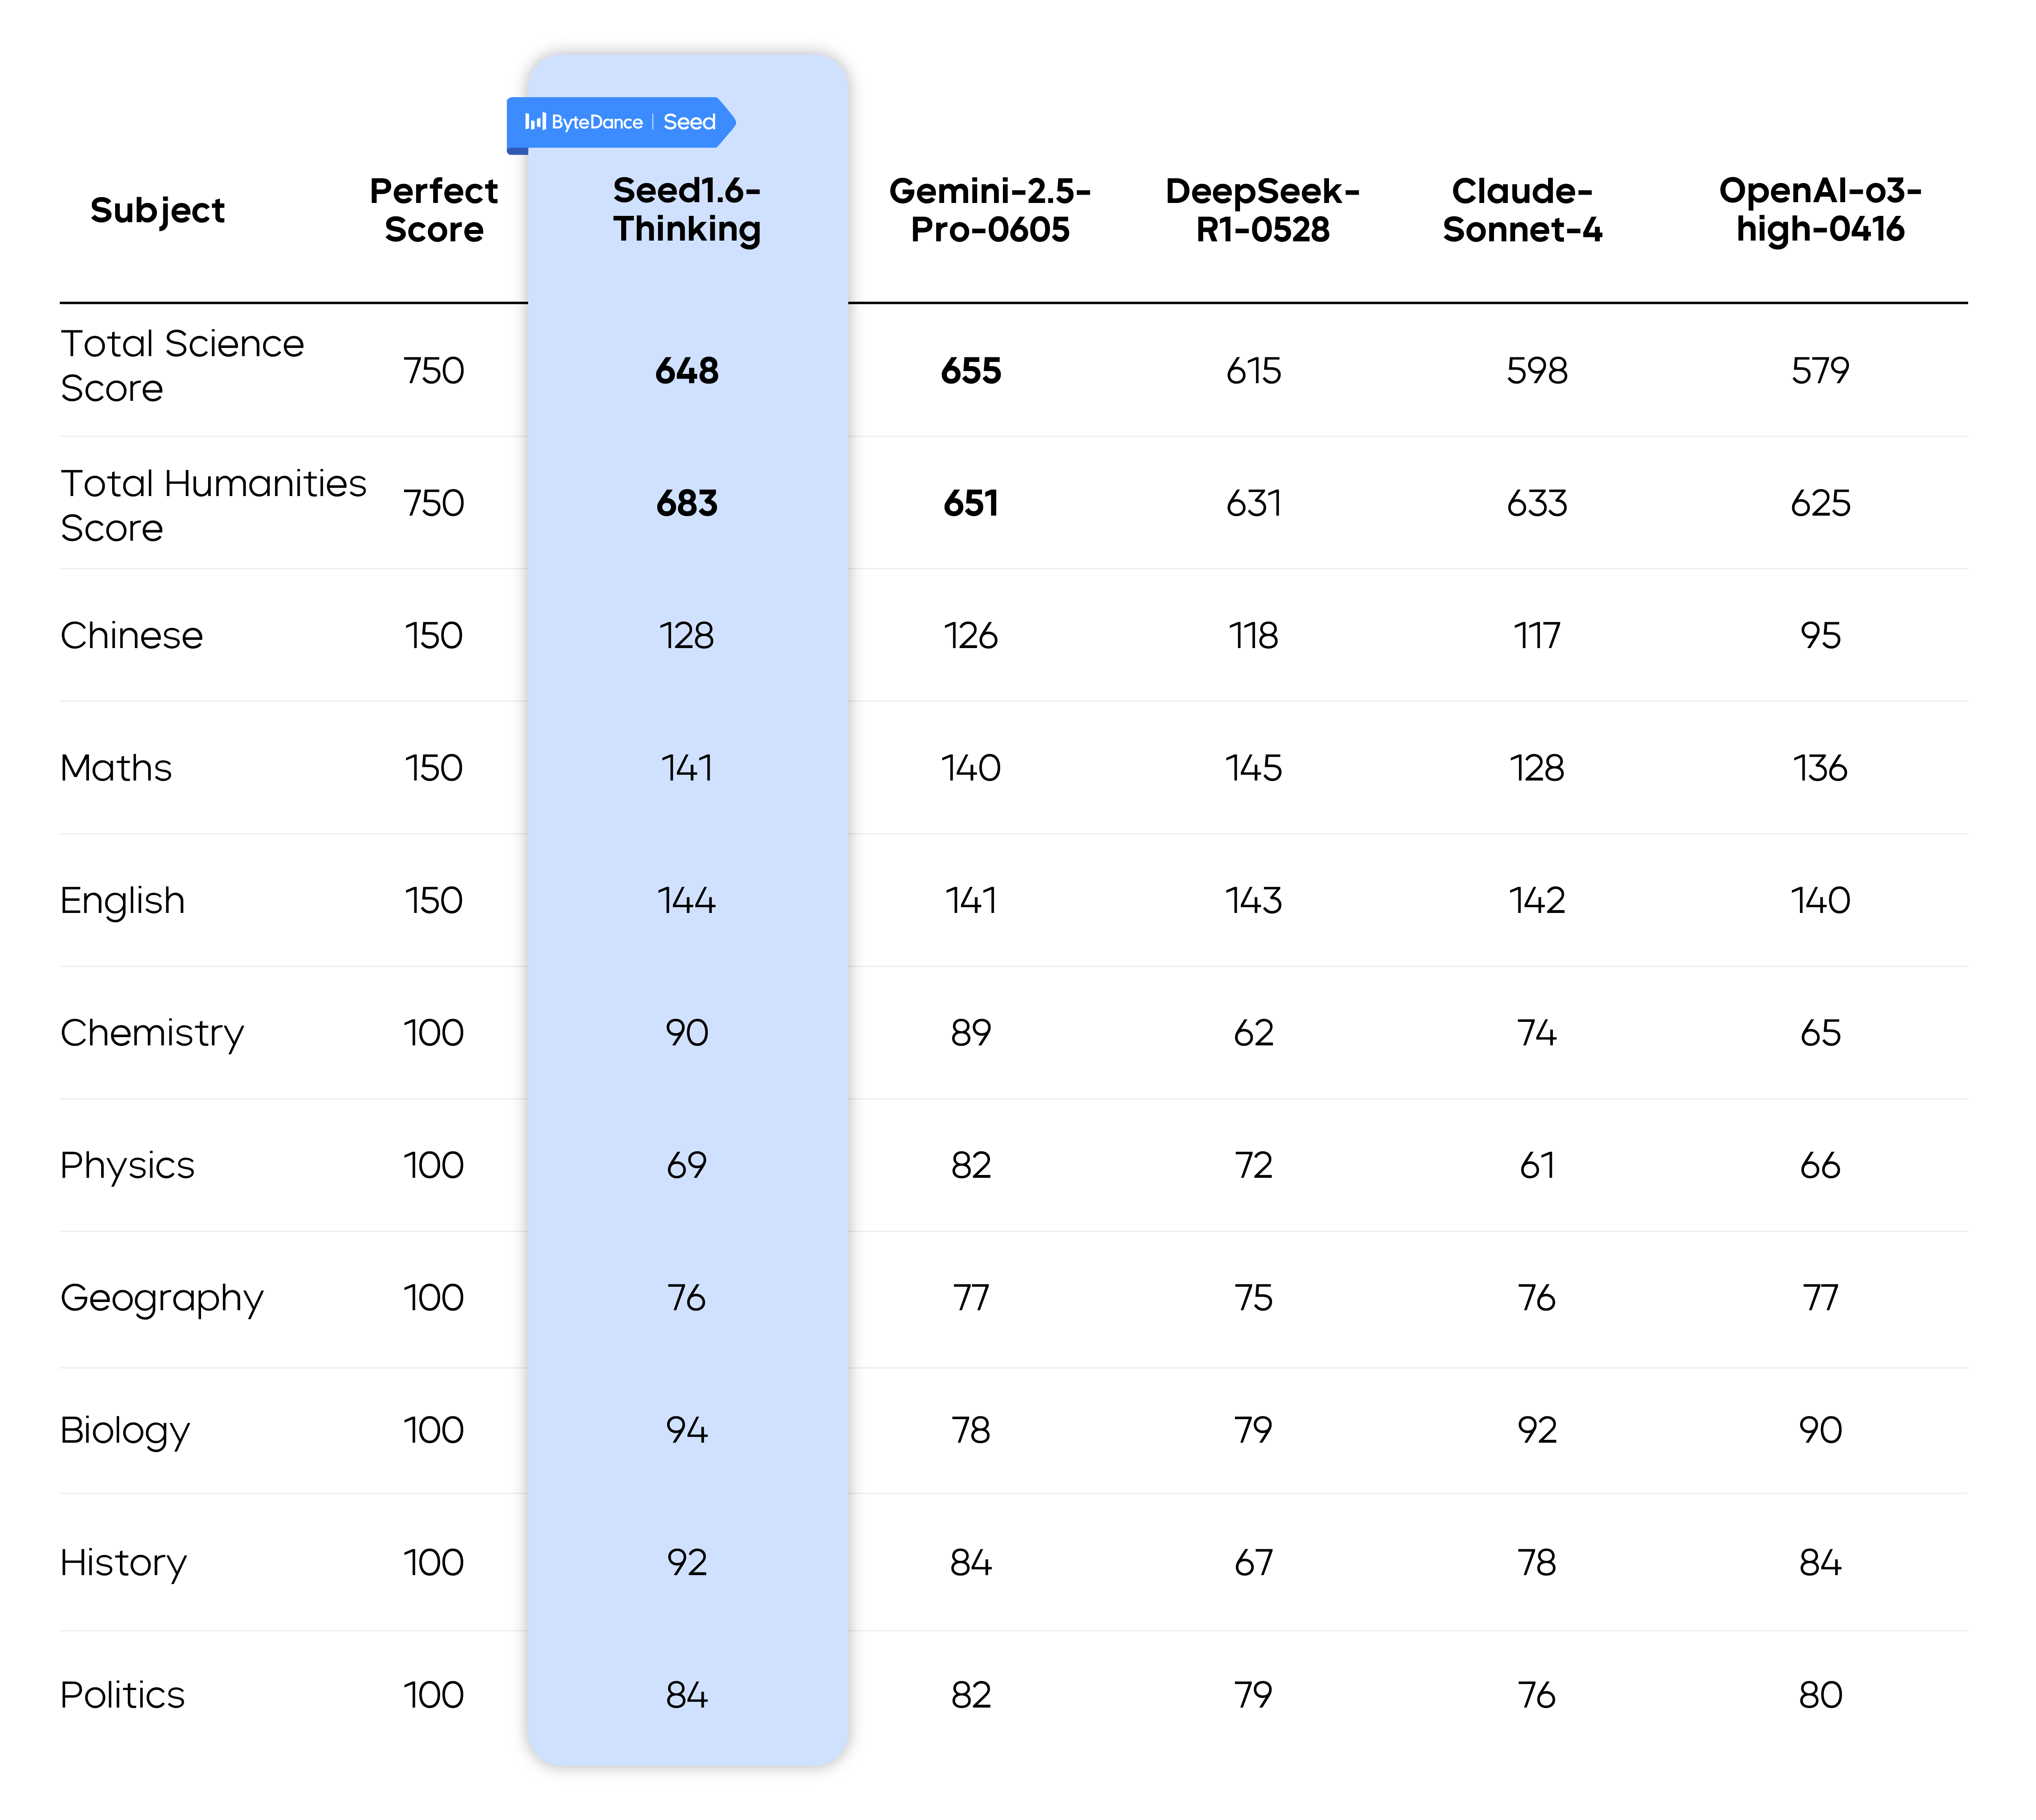 ByteDance | Seed
Subject Perfect Score Seed1.6-Thinking Gemini-2.5-Pro-0605 DeepSeek-R1-0528 Claude-Sonnet-4 OpenAI-o3-high-0416
Total Science Score 750 648 655 615 598 579
Total Humanities Score 750 683 651 631 633 625
Chinese 150 128 126 118 117 95
Maths 150 141 140 145 128 136
English 150 144 141 143 142 140
Chemistry 100 90 89 62 74 65
Physics 100 69 82 72 61 66
Geography 100 76 77 75 76 77
Biology 100 94 78 79 92 90
History 100 92 84 67 78 84
Politics 100 84 82 79 76 80